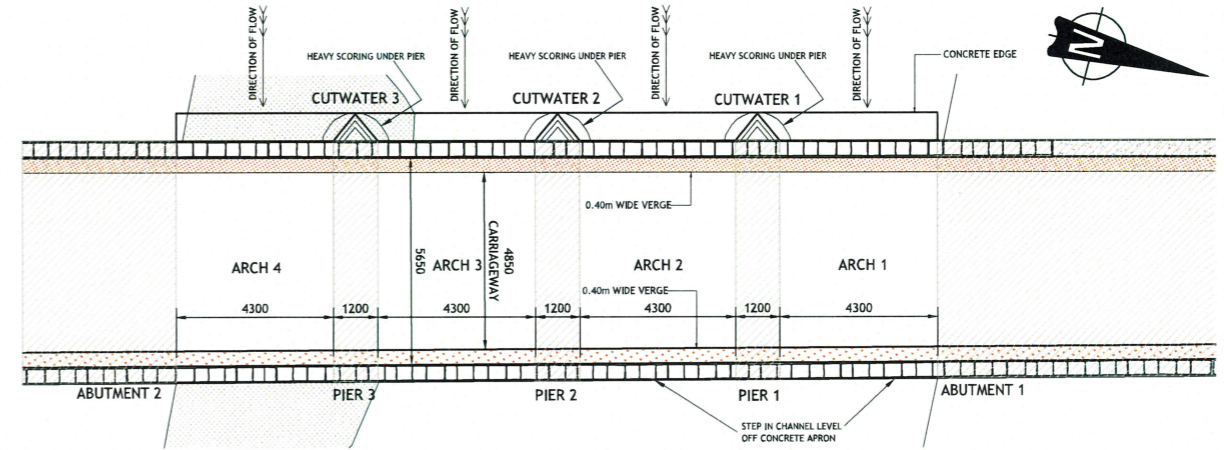 DIRECTION OF FLOW
DIRECTION OF FLOW
DIRECTION OF FLOW
DIRECTION OF FLOW
N
HEAVY SCORING UNDER PIER
HEAVY SCORING UNDER PIER
HEAVY SCORING UNDER PIER
CONCRETE EDGE
CUTWATER 3
CUTWATER 2
CUTWATER 1
0.40m WIDE VERGE
5650
4850
CARRIAGEWAY
ARCH 4
ARCH 3
ARCH 2
ARCH 1
0.40m WIDE VERGE
4300
1200
4300
1200
4300
1200
4300
ABUTMENT 2
PIER 3
PIER 2
PIER 1
ABUTMENT 1
STEP IN CHANNEL LEVEL
OFF CONCRETE APRON